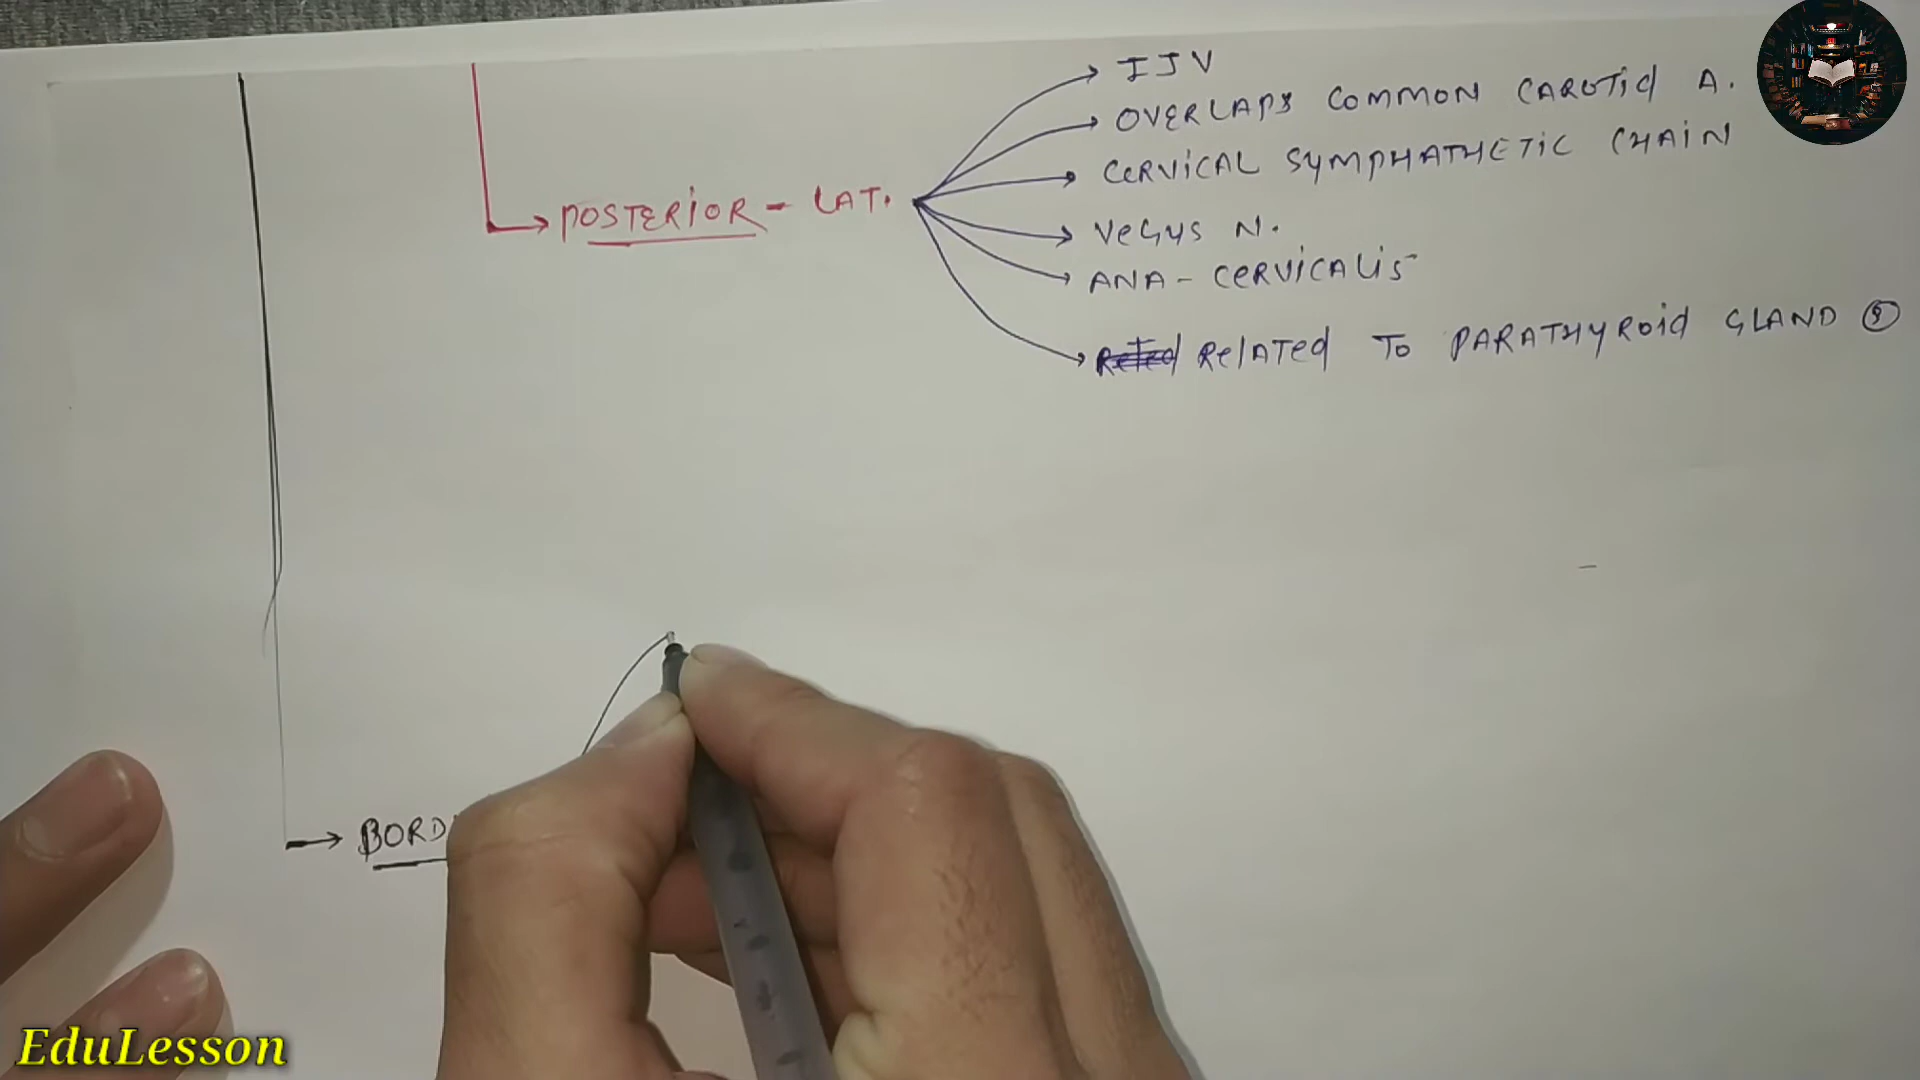 IJV
OVERLAPS COMMON CAROTID A.
CERVICAL SYMPHATHETIC CHAIN
POSTERIOR - LAT.
VEGUS N.
ANA - CERVICALIS
RELATED TO PARATHYROID GLAND
BORD
EduLesson